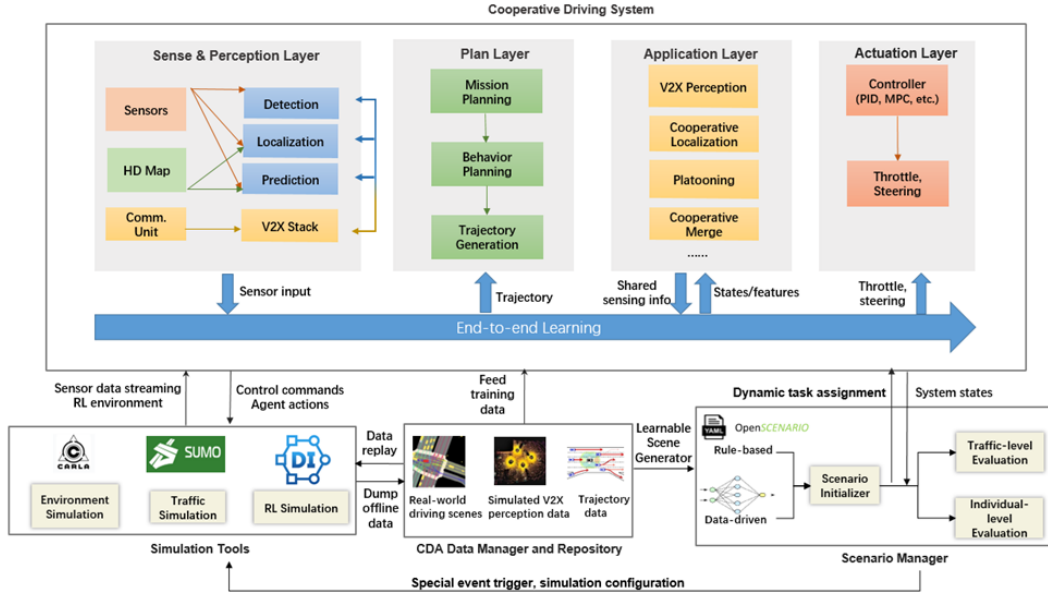 Cooperative Driving System
Sense & Perception Layer
Sensors
HD Map
Comm.
Unit
Detection
Localization
Prediction
V2X Stack
Plan Layer
Mission
Planning
Behavior
Planning
Trajectory
Generation
Application Layer
V2X Perception
Cooperative
Localization
Platooning
Cooperative
Merge
......
Actuation Layer
Controller
(PID, MPC, etc.)
Throttle,
Steering
Sensor input
Trajectory
Shared
sensing info
States/features
Throttle,
steering
End-to-end Learning
Sensor data streaming
RL environment
Control commands
Agent actions
Feed
training
data
Dynamic task assignment
System states
CARLA
SUMO
DI
Environment
Simulation
Traffic
Simulation
RL Simulation
Simulation Tools
Data
replay
Dump
offline
data
Real-world
driving scenes
Simulated V2X
perception data
Trajectory
data
CDA Data Manager and Repository
Learnable
Scene
Generator
YAML
OpenSCENARIO
Rule-based
Data-driven
Scenario
Initializer
Traffic-level
Evaluation
Individual-
level
Evaluation
Scenario Manager
Special event trigger, simulation configuration